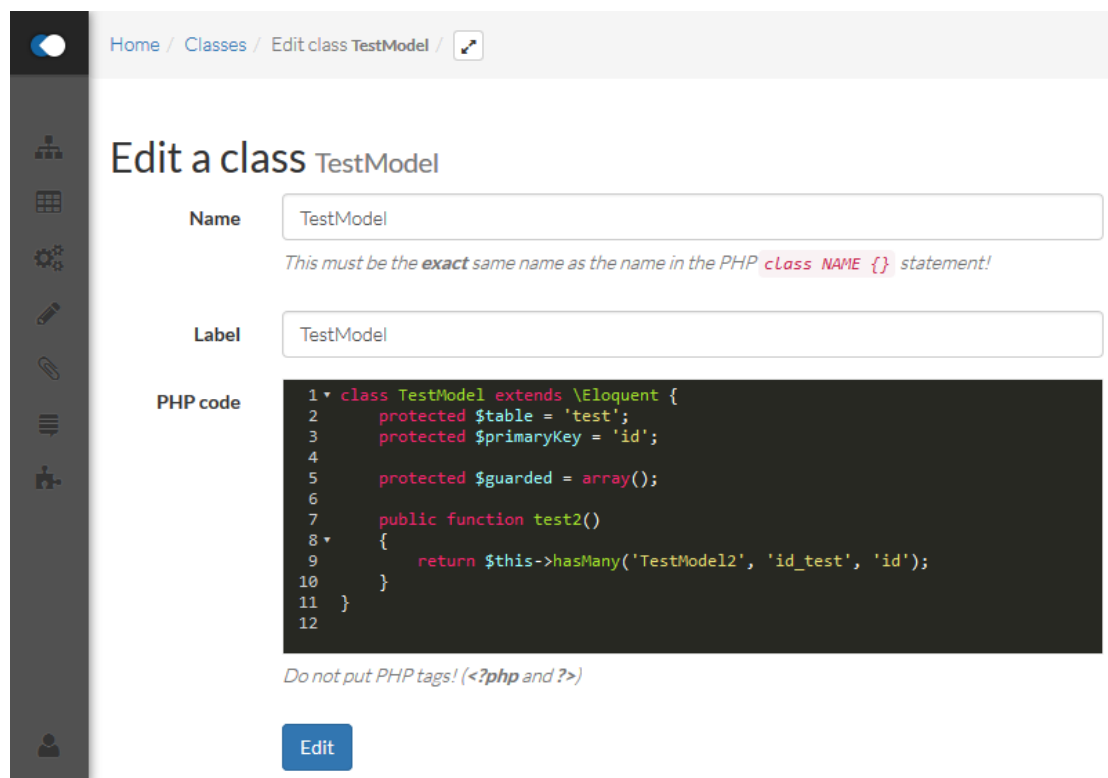 Home / Classes / Edit class TestModel /
Edit a class TestModel
Name
TestModel
This must be the exact same name as the name in the PHP class NAME {} statement!
Label
TestModel
PHP code
1 class TestModel extends \Eloquent {
2     protected $table = 'test';
3     protected $primaryKey = 'id';
4
5     protected $guarded = array();
6
7     public function test2()
8     {
9         return $this->hasMany('TestModel2', 'id_test', 'id');
10     }
11 }
12
Do not put PHP tags! (<?php and ?>)
Edit